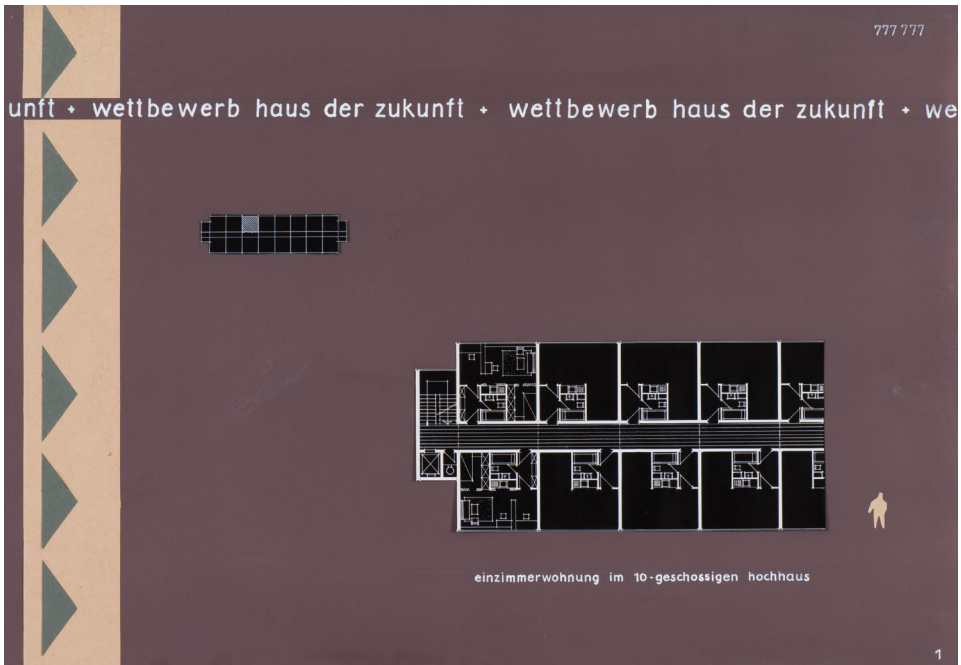 777 777
unft + wettbewerb haus der zukunft + wettbewerb haus der zukunft + we
einzimmerwohnung im 10-geschossigen hochhaus
1